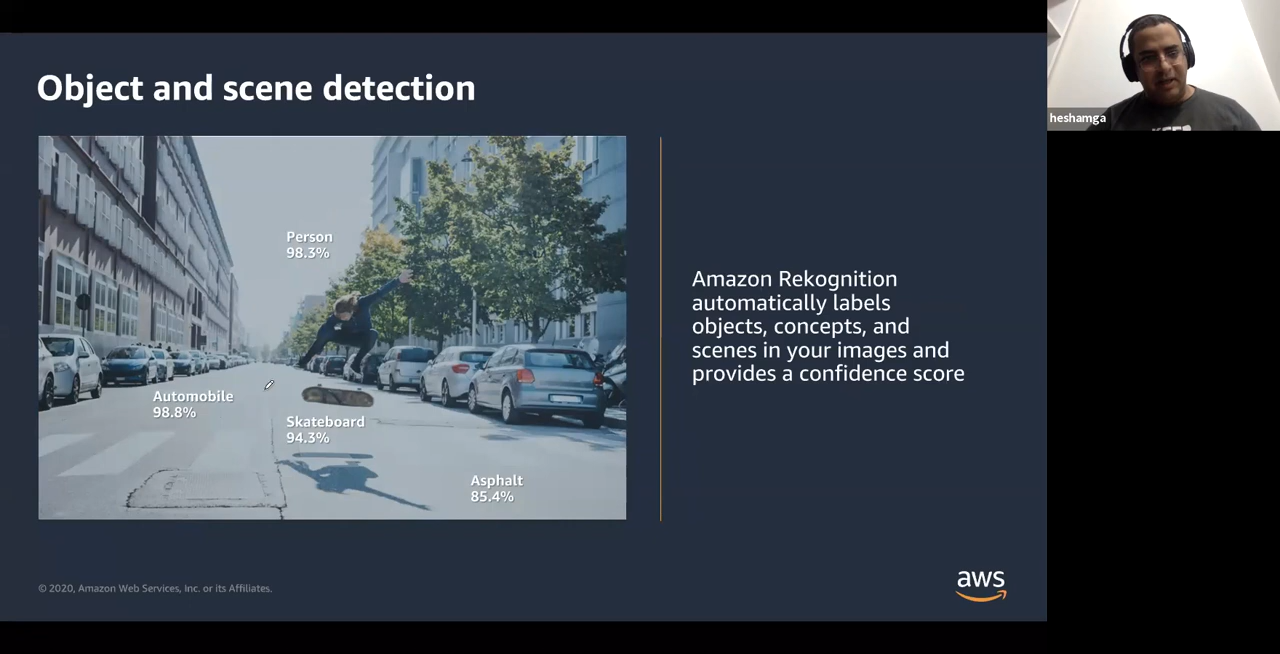 Object and scene detection
Person
98.3%
Automobile
98.8%
Skateboard
94.3%
Asphalt
85.4%
Amazon Rekognition
automatically labels
objects, concepts, and
scenes in your images and
provides a confidence score
© 2020, Amazon Web Services, Inc. or its Affiliates.
aws
heshamga